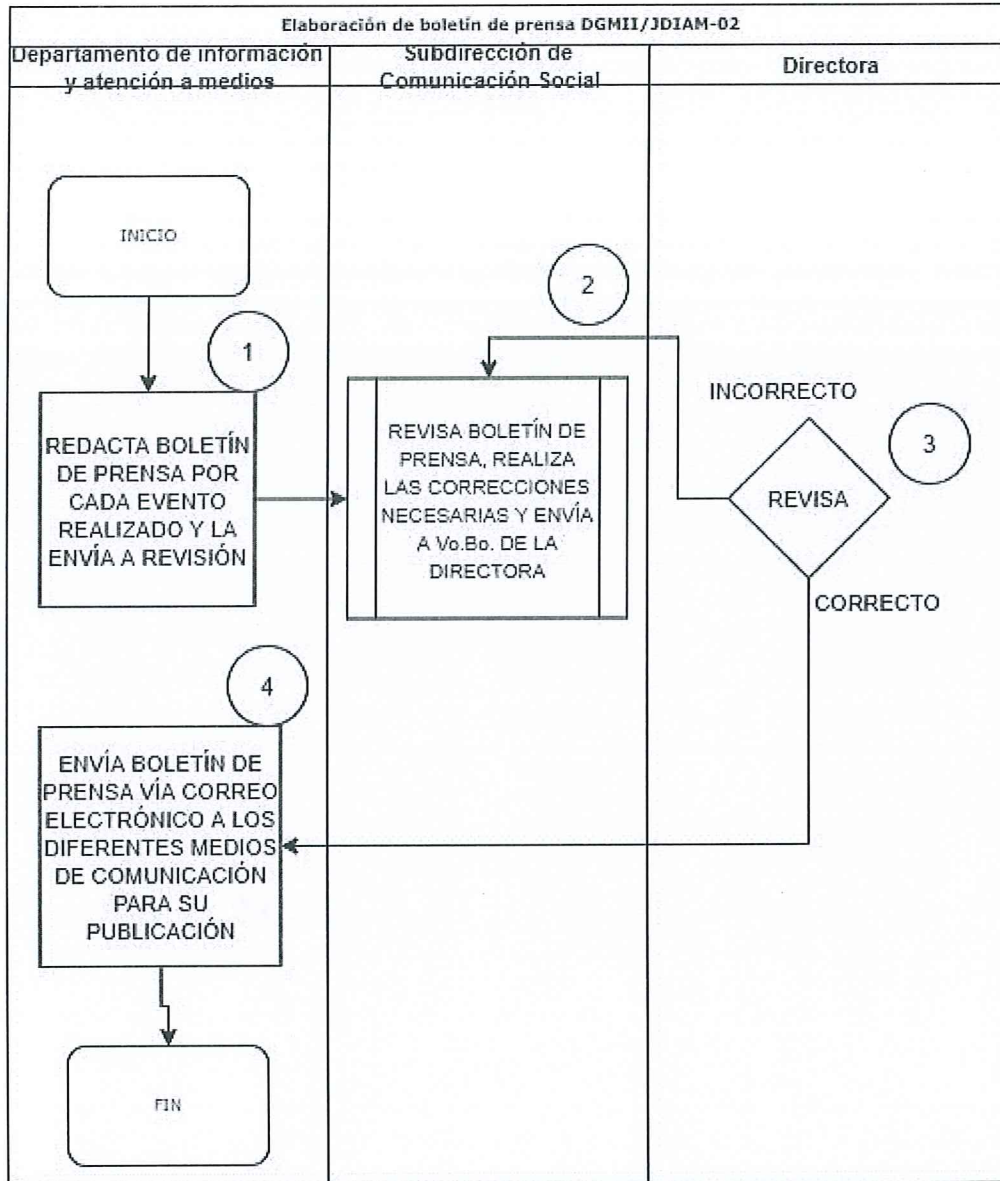 Elaboración de boletín de prensa DGMII/JDIAM-02
Departamento de información
y atención a medios
Subdirección de
Comunicación Social
Directora
INICIO
1
REDACTA BOLETÍN
DE PRENSA POR
CADA EVENTO
REALIZADO Y LA
ENVÍA A REVISIÓN
2
REVISA BOLETÍN DE
PRENSA, REALIZA
LAS CORRECCIONES
NECESARIAS Y ENVÍA
A Vo.Bo. DE LA
DIRECTORA
INCORRECTO
3
REVISA
CORRECTO
4
ENVÍA BOLETÍN DE
PRENSA VÍA CORREO
ELECTRÓNICO A LOS
DIFERENTES MEDIOS
DE COMUNICACIÓN
PARA SU
PUBLICACIÓN
FIN